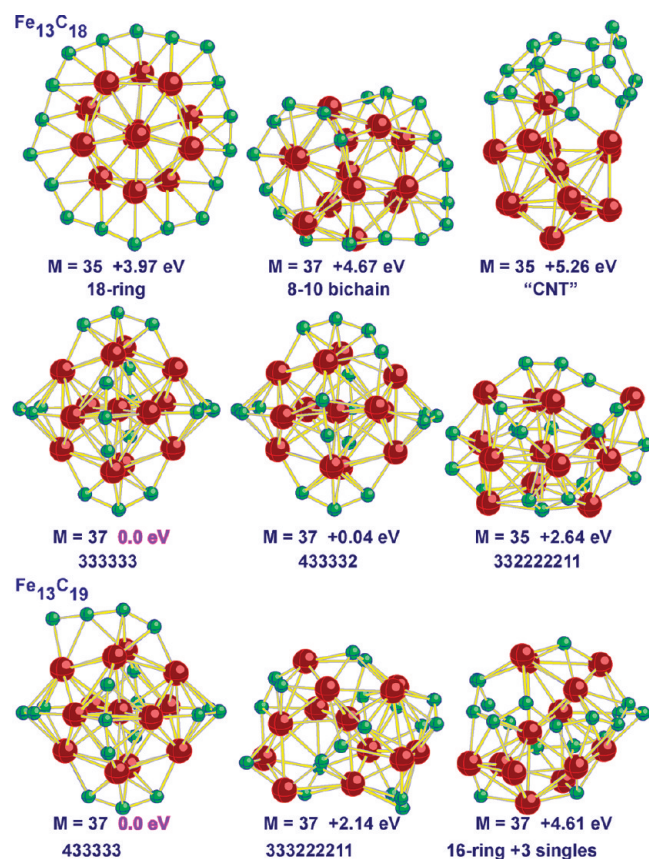 Fe13C18
M = 35 +3.97 eV
18-ring
M = 37 +4.67 eV
8-10 bichain
M = 35 +5.26 eV
“CNT”
M = 37 0.0 eV
333333
M = 37 +0.04 eV
433332
M = 35 +2.64 eV
332222211
Fe13C19
M = 37 0.0 eV
433333
M = 37 +2.14 eV
333222211
M = 37 +4.61 eV
16-ring +3 singles